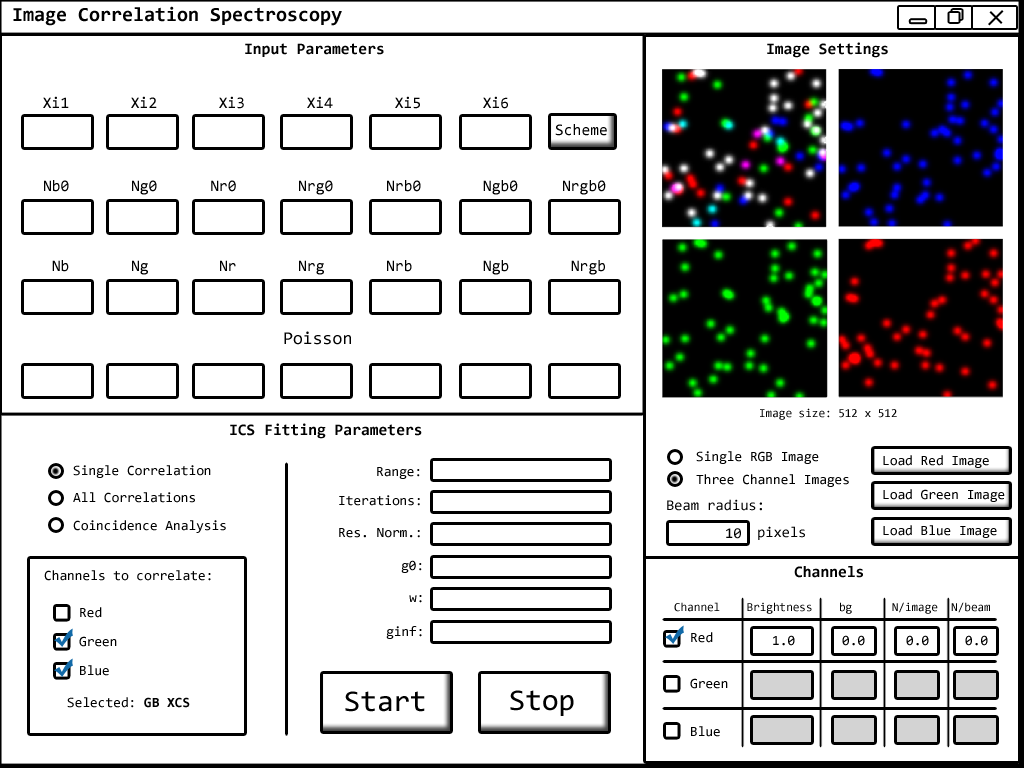 Image Correlation Spectroscopy
Input Parameters
Xi1 Xi2 Xi3 Xi4 Xi5 Xi6
Scheme
Nb0 Ng0 Nr0 Nrg0 Nrb0 Ngb0 Nrgb0
Nb Ng Nr Nrg Nrb Ngb Nrgb
Poisson
ICS Fitting Parameters
Single Correlation
All Correlations
Coincidence Analysis
Channels to correlate:
Red
Green
Blue
Selected: GB XCS
Range:
Iterations:
Res. Norm.:
g0:
w:
ginf:
Start Stop
Image Settings
Image size: 512 x 512
Single RGB Image
Three Channel Images
Beam radius:
10 pixels
Load Red Image
Load Green Image
Load Blue Image
Channels
Channel Brightness bg N/image N/beam
Red 1.0 0.0 0.0 0.0
Green
Blue